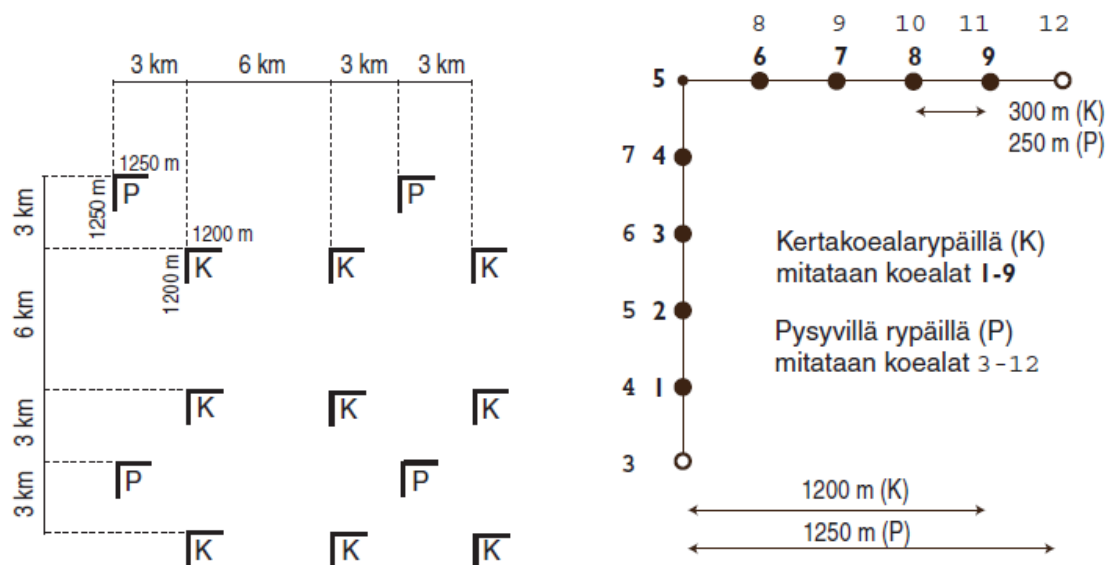 3 km
6 km
3 km
3 km
3 km
6 km
3 km
3 km
1250 m
1250 m
P
P
1200 m
1200 m
K
K
K
K
K
K
P
P
K
K
K
8 9 10 11 12
6 7 8 9
5
300 m (K)
250 m (P)
7 4
6 3
5 2
4 1
3
Kertakoealarypäillä (K)
mitataan koealat 1-9
Pysyvillä rypäillä (P)
mitataan koealat 3-12
1200 m (K)
1250 m (P)